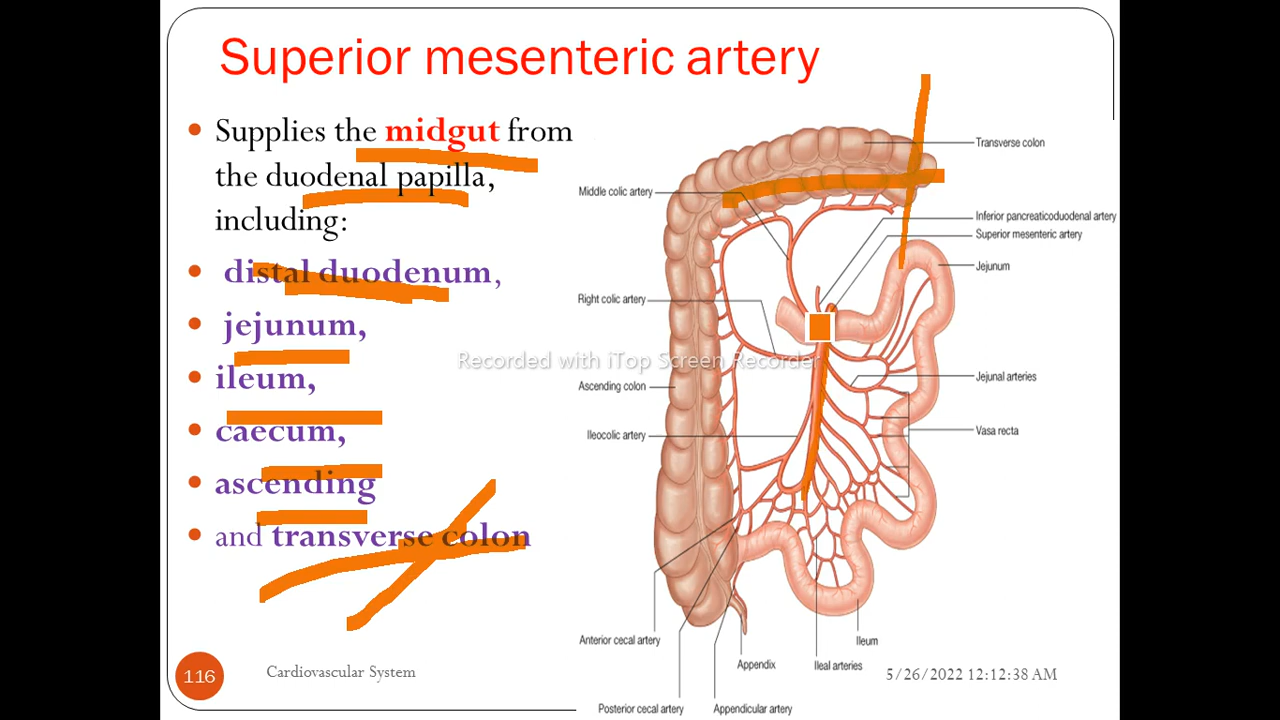 Superior mesenteric artery
• Supplies the midgut from
the duodenal papilla,
including:
• distal duodenum,
• jejunum,
• ileum,
• caecum,
• ascending
• and transverse colon
Transverse colon
Middle colic artery
Inferior pancreaticoduodenal artery
Superior mesenteric artery
Jejunum
Right colic artery
Recorded with iTop Screen Recorder
Jejunal arteries
Ascending colon
Vasa recta
Ileocolic artery
Anterior cecal artery
Ileum
Appendix
Ileal arteries
Posterior cecal artery
Appendicular artery
116
Cardiovascular System
5/26/2022 12:12:38 AM